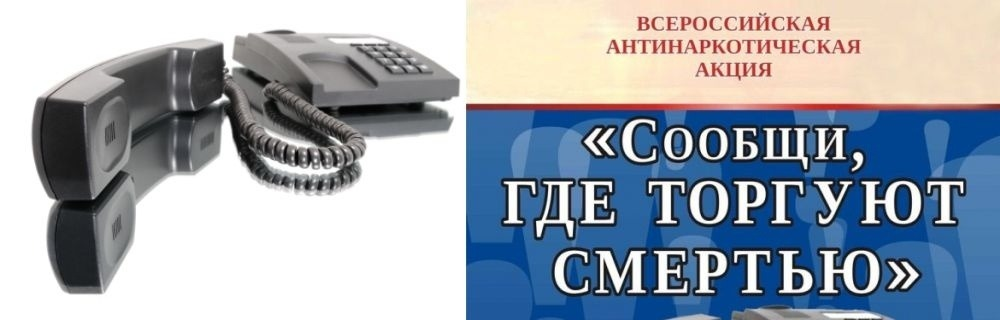 ВСЕРОССИЙСКАЯ
АНТИНАРКОТИЧЕСКАЯ
АКЦИЯ
«Сообщи,
ГДЕ ТОРГУЮТ
СМЕРТЬЮ»